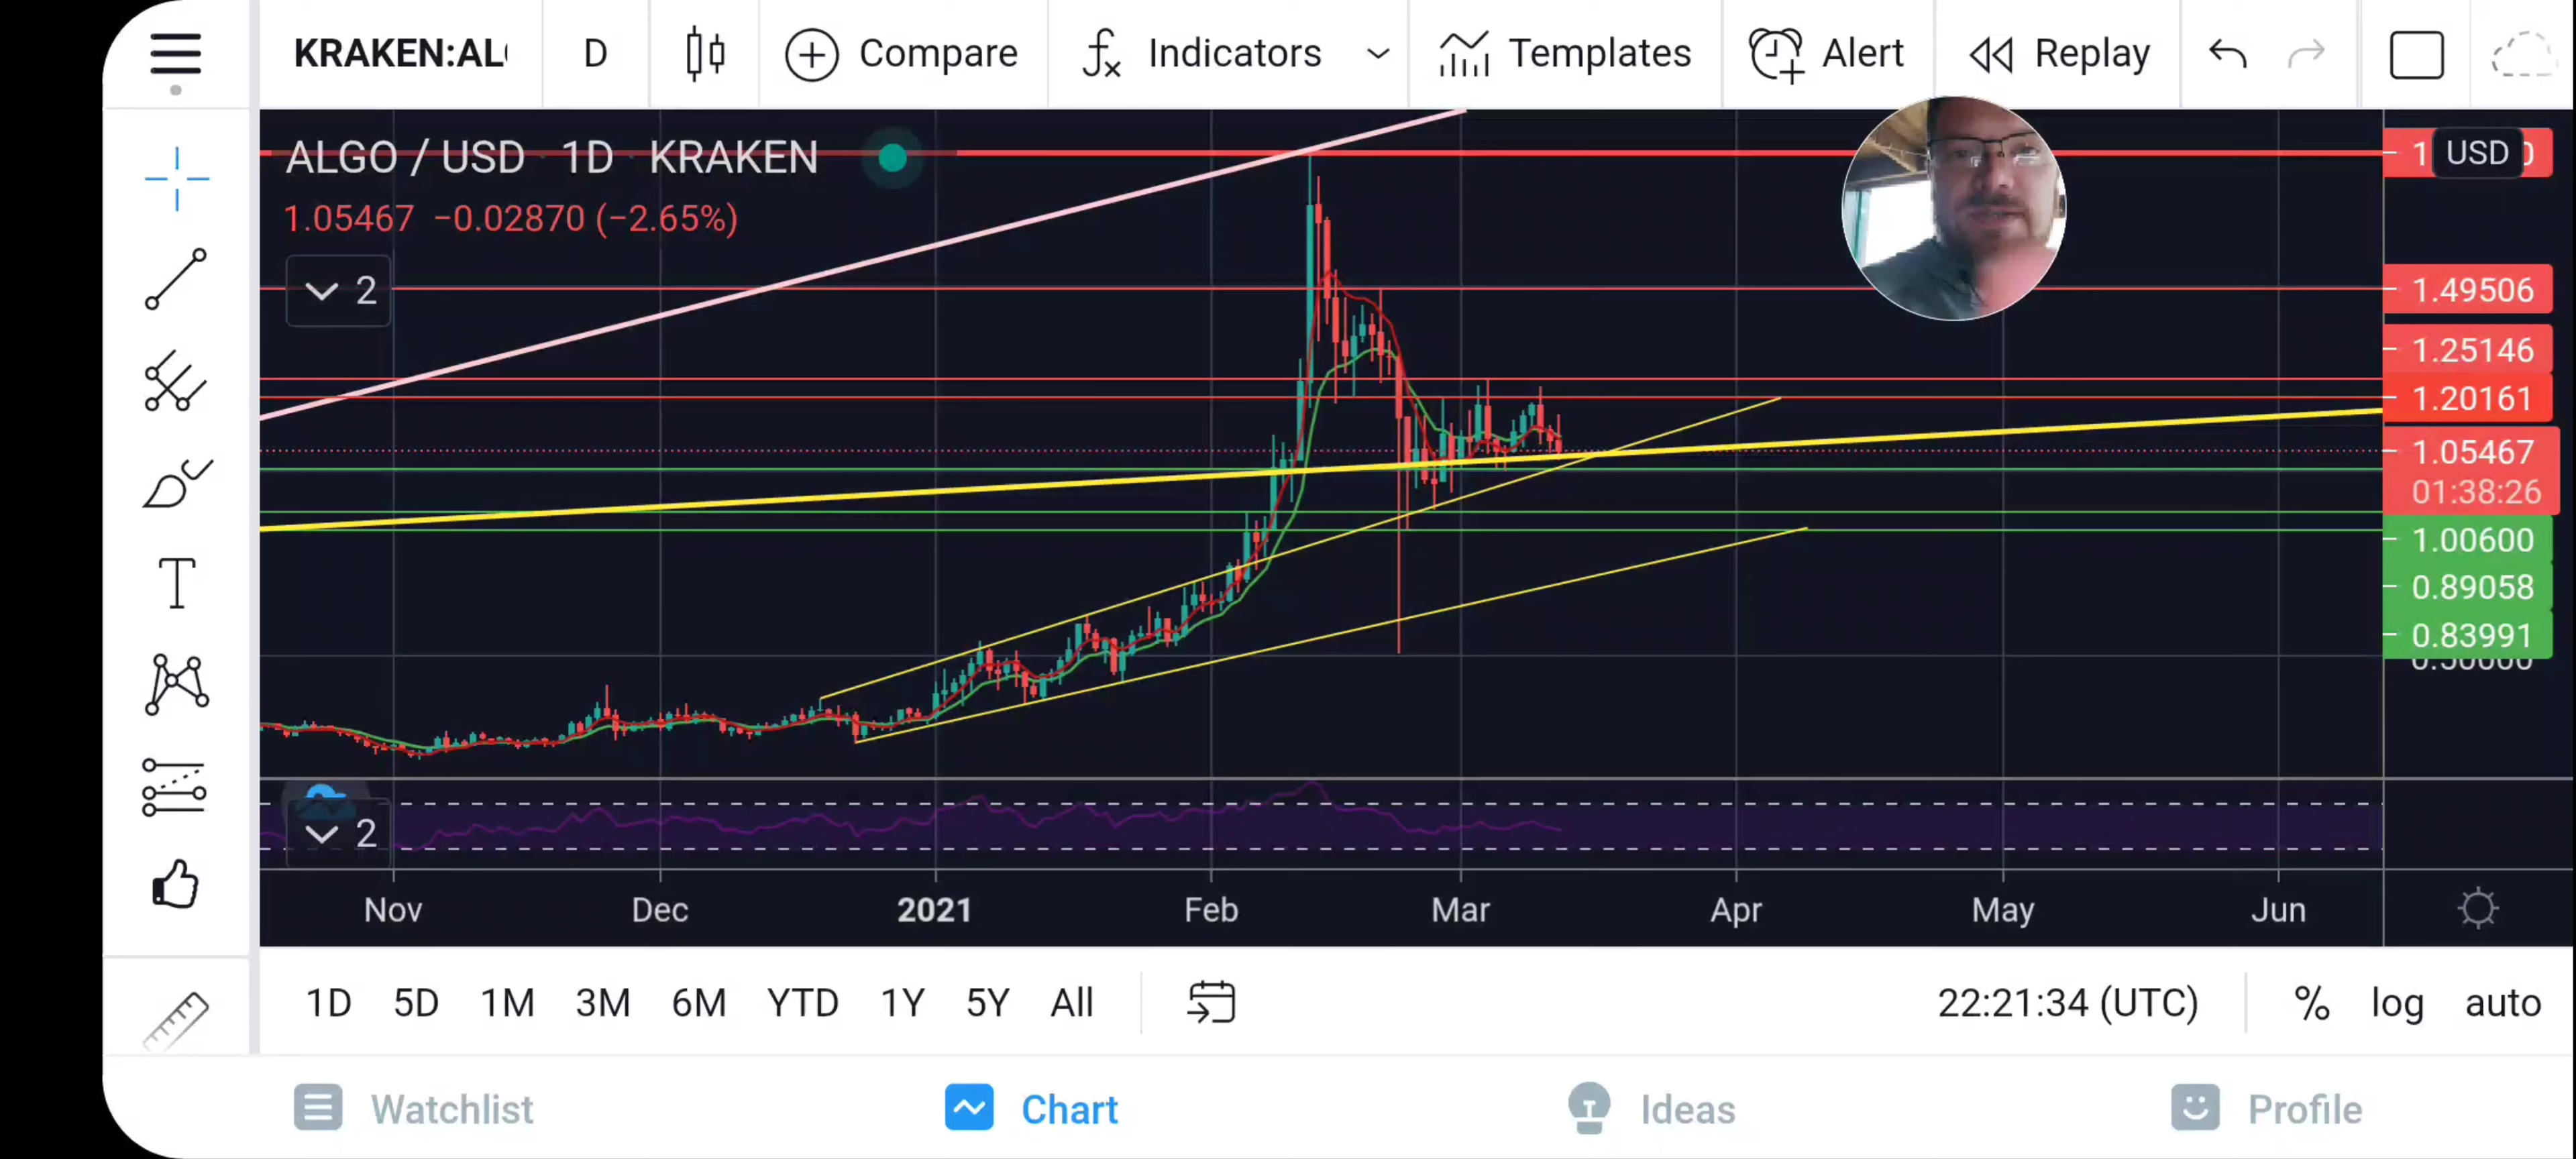 KRAKEN:AL
D
Compare
Indicators
Templates
Alert
Replay
ALGO / USD · 1D · KRAKEN
1.05467 −0.02870 (−2.65%)
2
USD
1.49506
1.25146
1.20161
1.05467
01:38:26
1.00600
0.89058
0.83991
2
Nov Dec 2021 Feb Mar Apr May Jun
1D 5D 1M 3M 6M YTD 1Y 5Y All
22:21:34 (UTC)
% log auto
Watchlist
Chart
Ideas
Profile